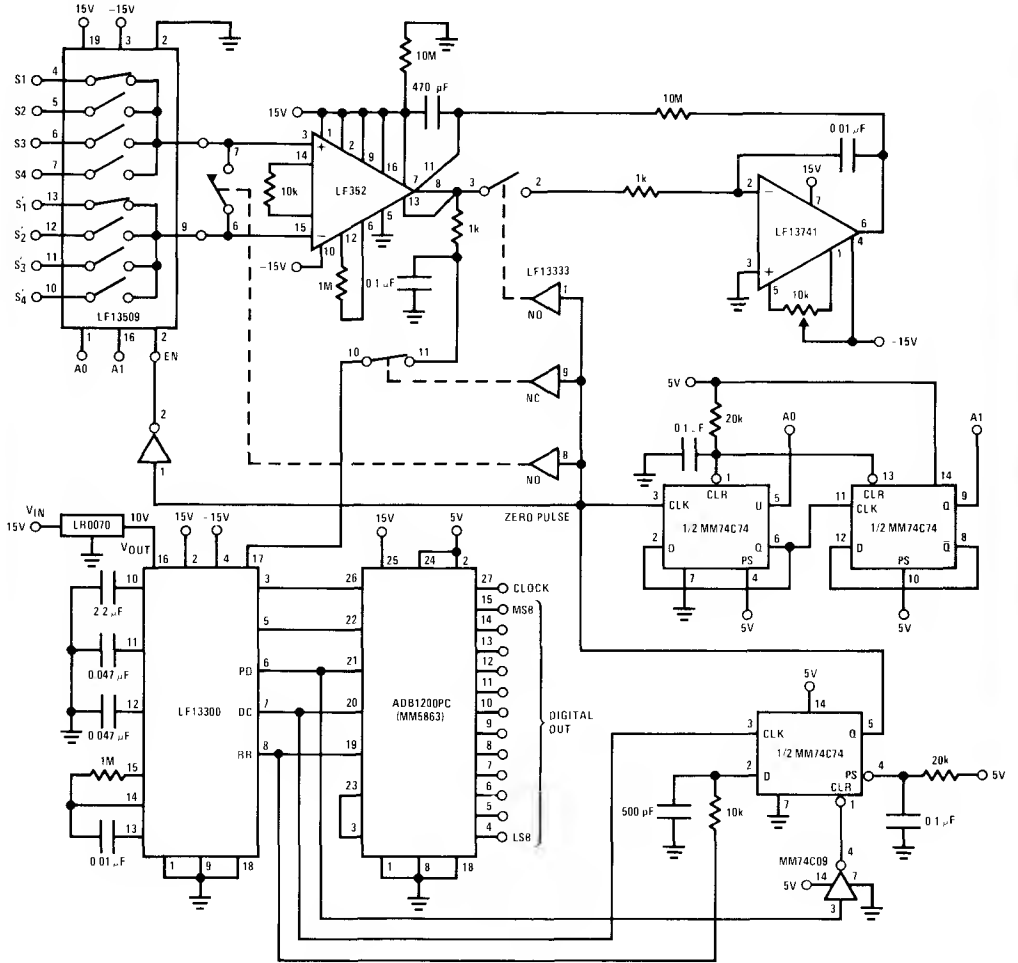 15V -15V
19 3 2
S1 4
S2 5
S3 6
S4 7
S'1 13
S'2 12
S'3 11
S'4 10
9
LF13509
1 16 2
A0 A1 EN
2
1
7
6
15V
3 + 1 2 9 16
14
10k
LF352
15 - 10 12 6 5
-15V
1M
7 8
13
11
10M
470 µF
3 2
1k
0.1 µF
10M
0.01 µF
1k
2 -
15V
7
LF13741
6
4
3 +
5 1
10k
-15V
LF13333
1
NO
10 11
9
NC
8
NO
ZERO PULSE
5V
20k
0.1 µF
A0 A1
1 13 14
3 CLK CLR U 5
1/2 MM74C74
2 D Q 6
PS
7 4
5V
11 CLR
CLK Q 9
1/2 MM74C74
12 D Q̅ 8
PS
10
5V
VIN
15V LR0070 10V
VOUT
15V -15V
16 2 4 17
10 2.2 µF
11 0.047 µF
12 0.047 µF
1M 15
14
13 0.01 µF
LF13300
3
5
PD 6
DC 7
RR 8
1 9 18
15V 5V
25 24 2
26
22
21
20
19
23
3
ADB1200PC
(MM5863)
1 8 18
27 CLOCK
15 MSB
14
13
12
11
10
9
8
7
6
5
4 LSB
DIGITAL
OUT
5V
14
3 CLK Q 5
1/2 MM74C74
2 D PS 4
CLR
7 1
20k 5V
0.1 µF
500 pF
10k
4
MM74C09
5V 14 7
3